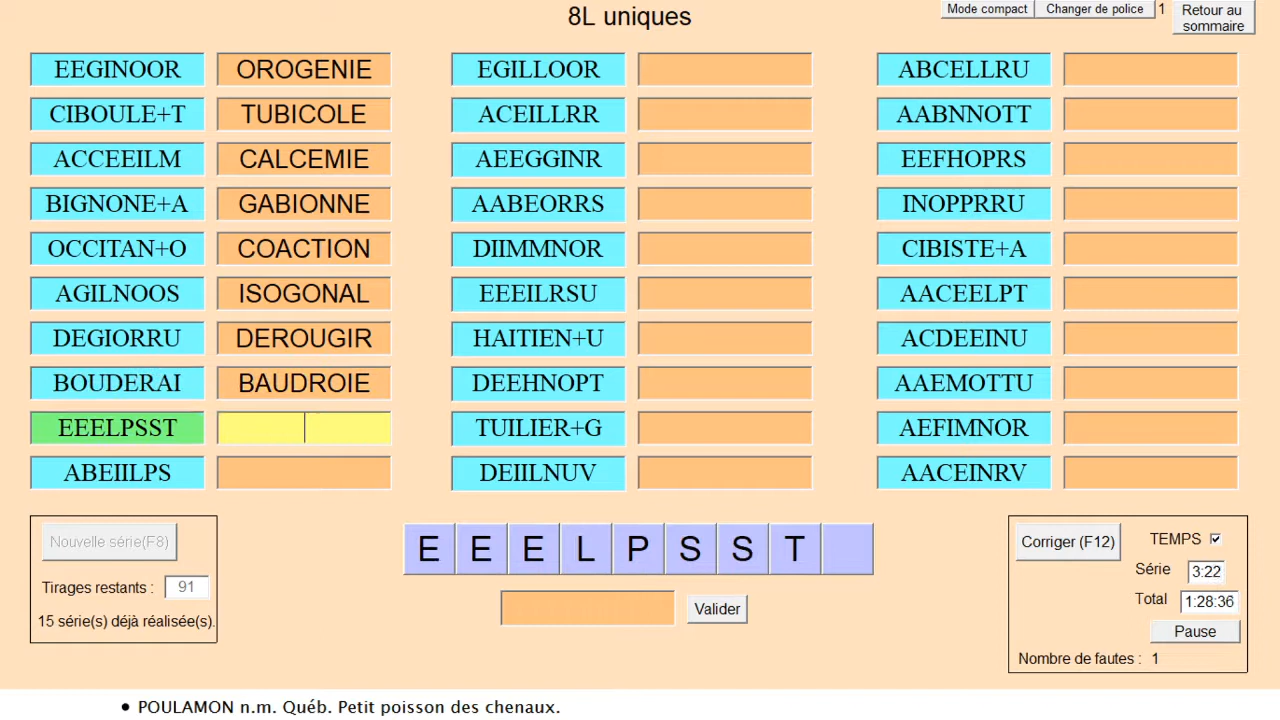 8L uniques
Mode compact
Changer de police
1
Retour au
sommaire
EEGINOOR OROGENIE
CIBOULE+T TUBICOLE
ACCEEILM CALCEMIE
BIGNONE+A GABIONNE
OCCITAN+O COACTION
AGILNOOS ISOGONAL
DEGIORRU DEROUGIR
BOUDERAI BAUDROIE
EEELPSST
ABEIILPS
EGILLOOR
ACEILLRR
AEEGGINR
AABEORRS
DIIMMNOR
EEEILRSU
HAITIEN+U
DEEHNOPT
TUILIER+G
DEIILNUV
ABCELLRU
AABNNOTT
EEFHOPRS
INOPPRRU
CIBISTE+A
AACEELPT
ACDEEINU
AAEMOTTU
AEFIMNOR
AACEINRV
Nouvelle série(F8)
Tirages restants : 91
15 série(s) déjà réalisée(s).
E E E L P S S T
Valider
Corriger (F12)
TEMPS
Série 3:22
Total 1:28:36
Pause
Nombre de fautes : 1
• POULAMON n.m. Québ. Petit poisson des chenaux.